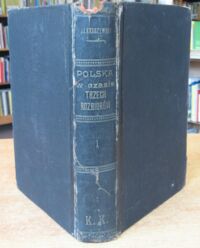 J.I. KRASZEWSKI
POLSKA
w czasie
TRZECH
ROZBIORÓW
I
K. K.